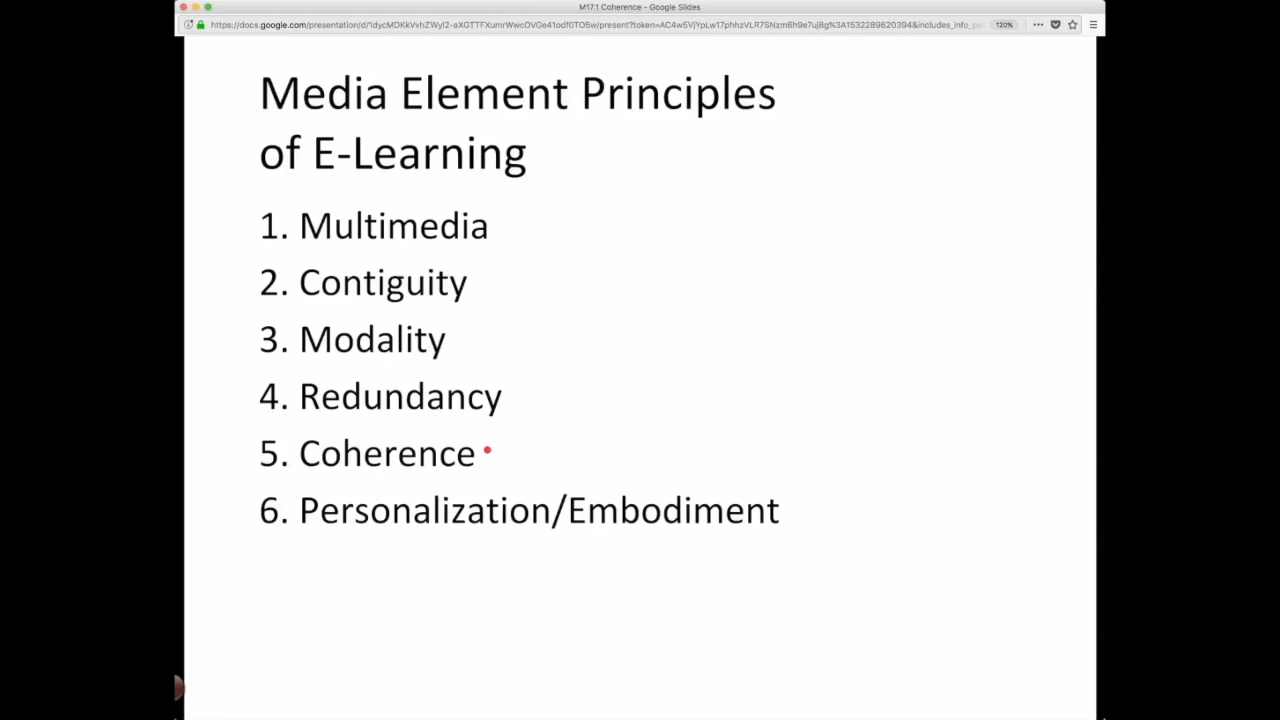 M17.1 Coherence - Google Slides
120%
Media Element Principles
of E-Learning
1. Multimedia
2. Contiguity
3. Modality
4. Redundancy
5. Coherence
6. Personalization/Embodiment